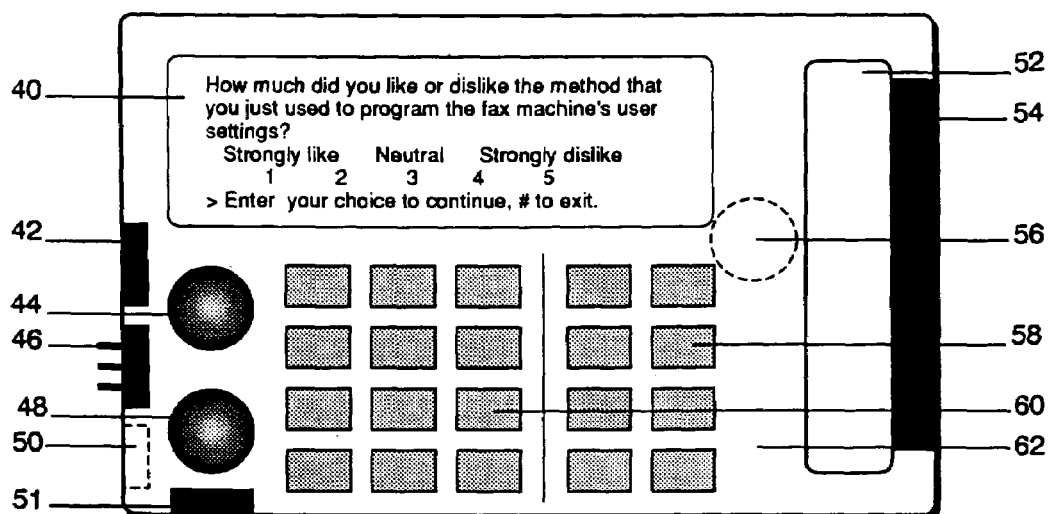 How much did you like or dislike the method that
you just used to program the fax machine's user
settings?
Strongly like Neutral Strongly dislike
1 2 3 4 5
> Enter your choice to continue, # to exit.
40
42
44
46
48
50
51
52
54
56
58
60
62